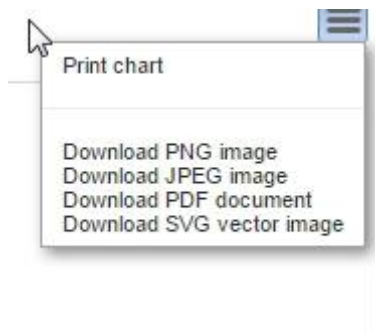 Print chart
Download PNG image
Download JPEG image
Download PDF document
Download SVG vector image